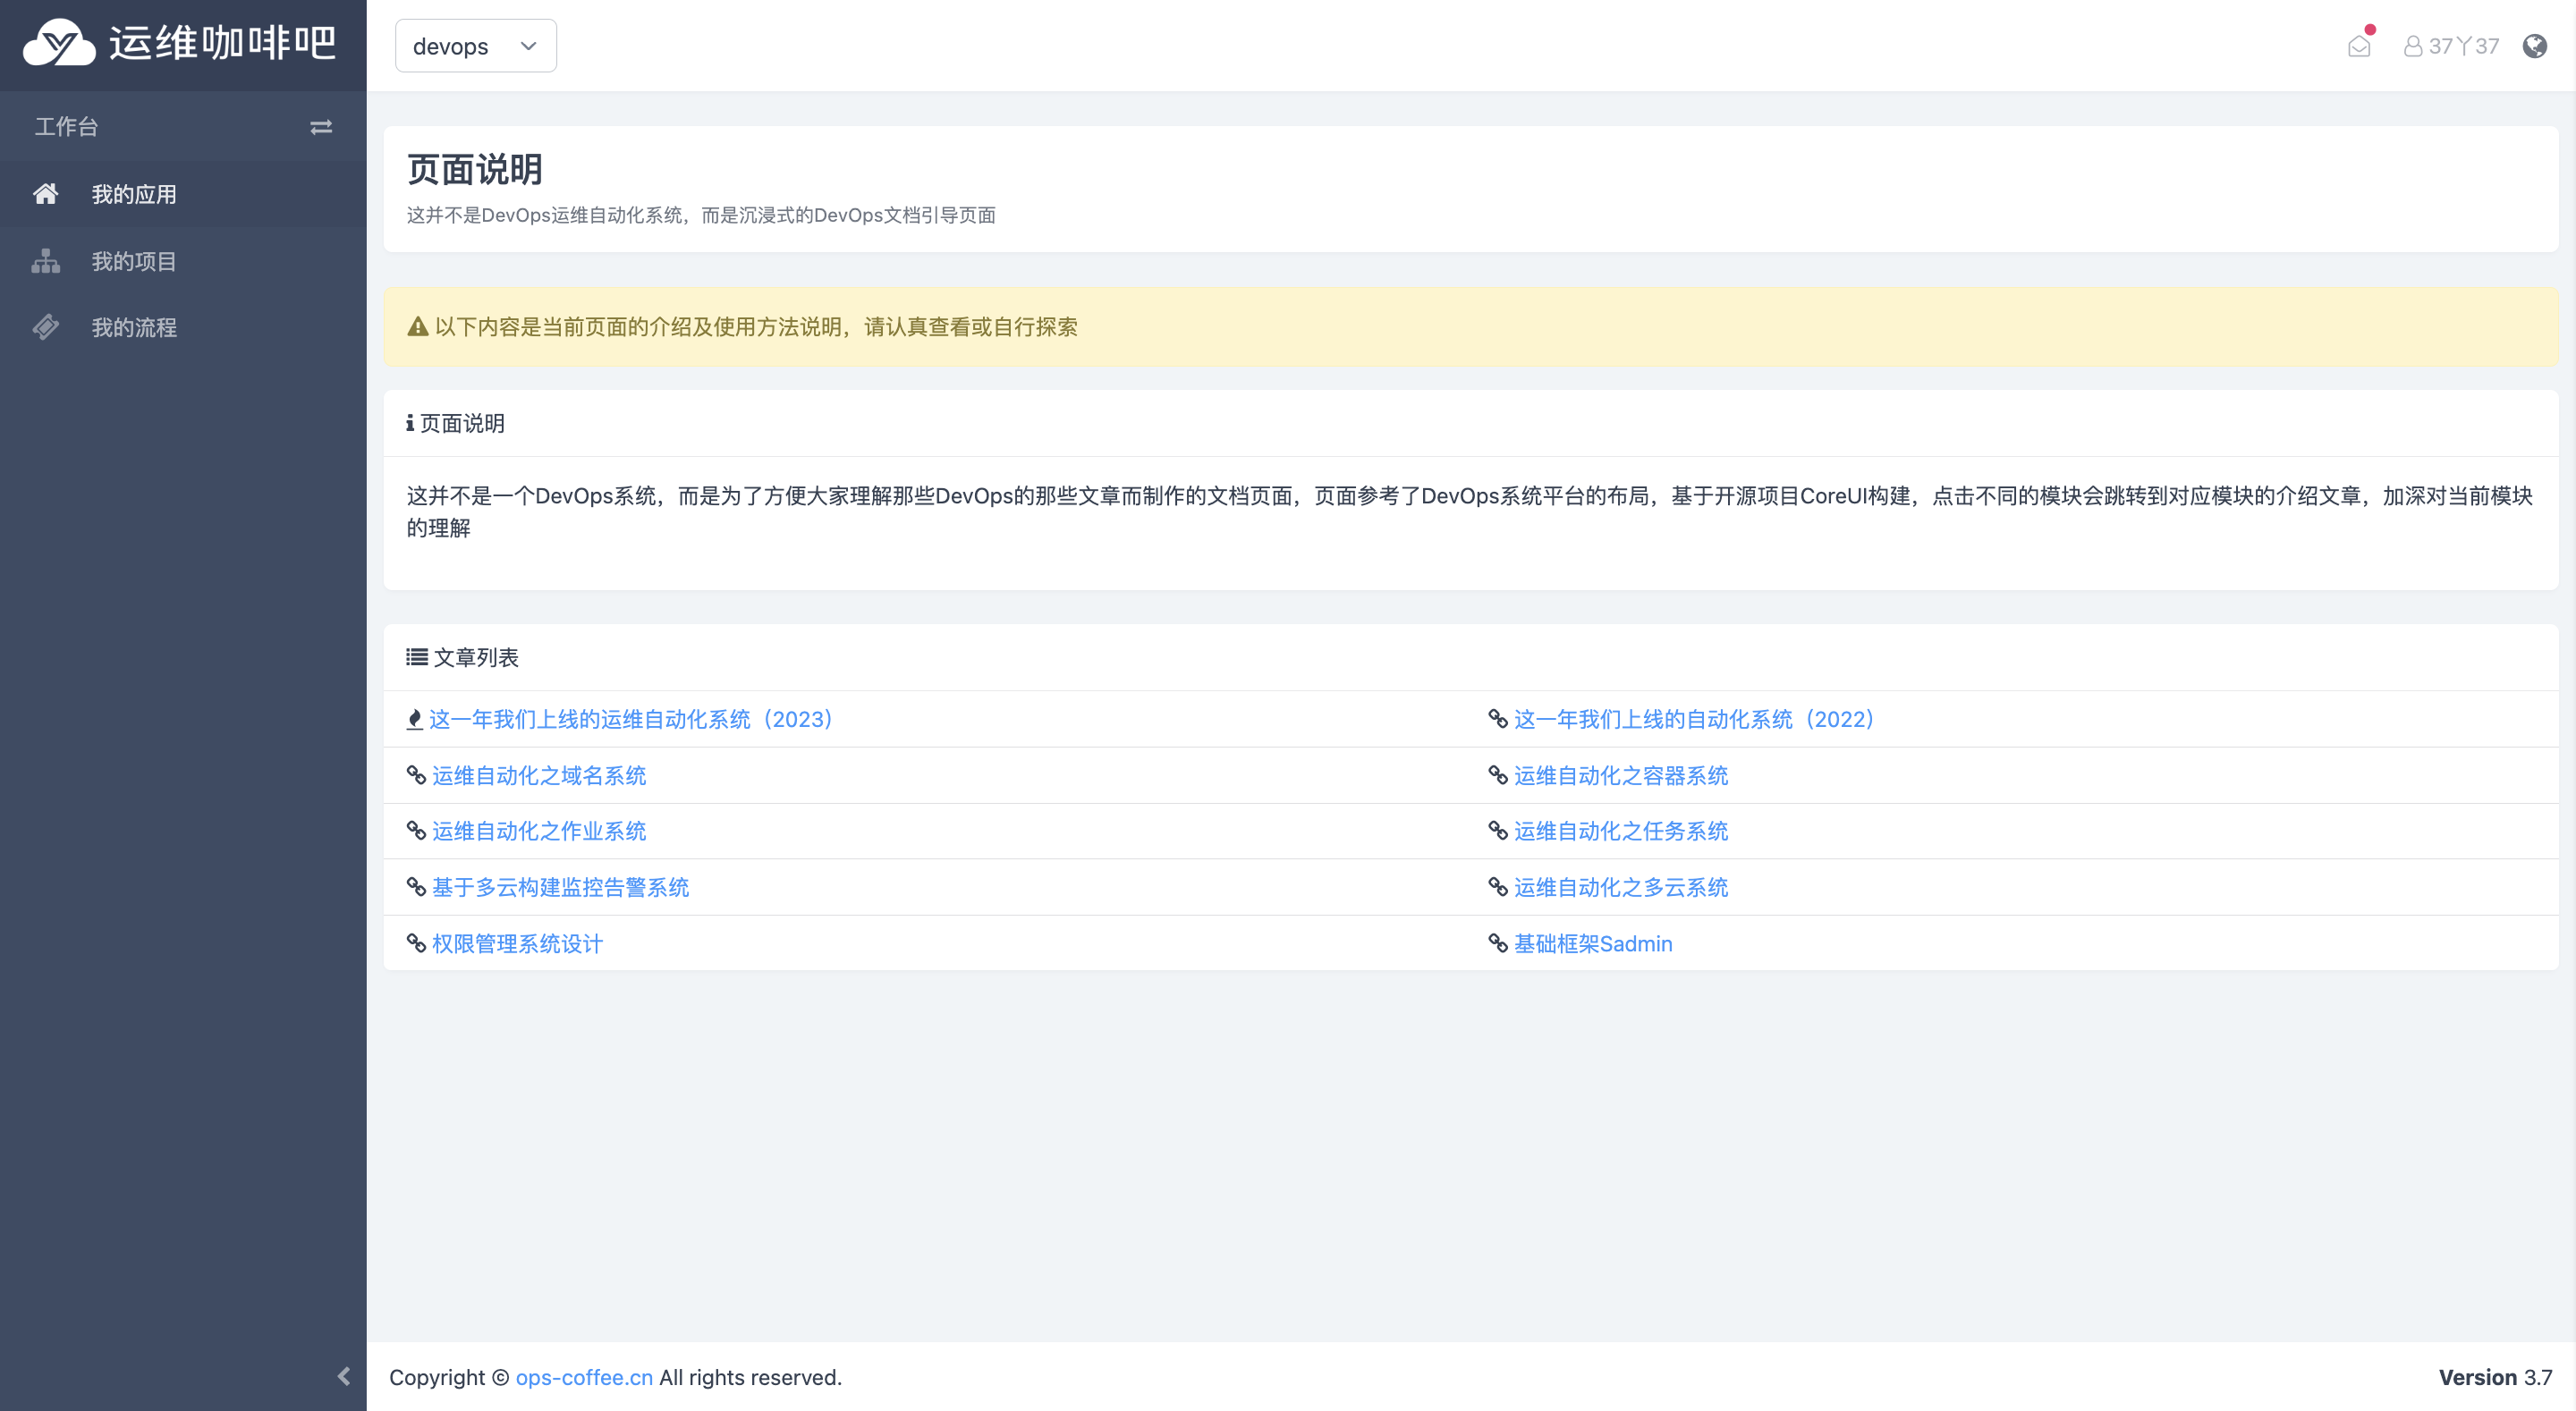 运维咖啡吧
devops
37丫37
工作台
我的应用
我的项目
我的流程
页面说明
这并不是DevOps运维自动化系统，而是沉浸式的DevOps文档引导页面
以下内容是当前页面的介绍及使用方法说明，请认真查看或自行探索
页面说明
这并不是一个DevOps系统，而是为了方便大家理解那些DevOps的那些文章而制作的文档页面，页面参考了DevOps系统平台的布局，基于开源项目CoreUI构建，点击不同的模块会跳转到对应模块的介绍文章，加深对当前模块
的理解
文章列表
这一年我们上线的运维自动化系统（2023）
这一年我们上线的自动化系统（2022）
运维自动化之域名系统
运维自动化之容器系统
运维自动化之作业系统
运维自动化之任务系统
基于多云构建监控告警系统
运维自动化之多云系统
权限管理系统设计
基础框架Sadmin
Copyright © ops-coffee.cn All rights reserved.
Version 3.7